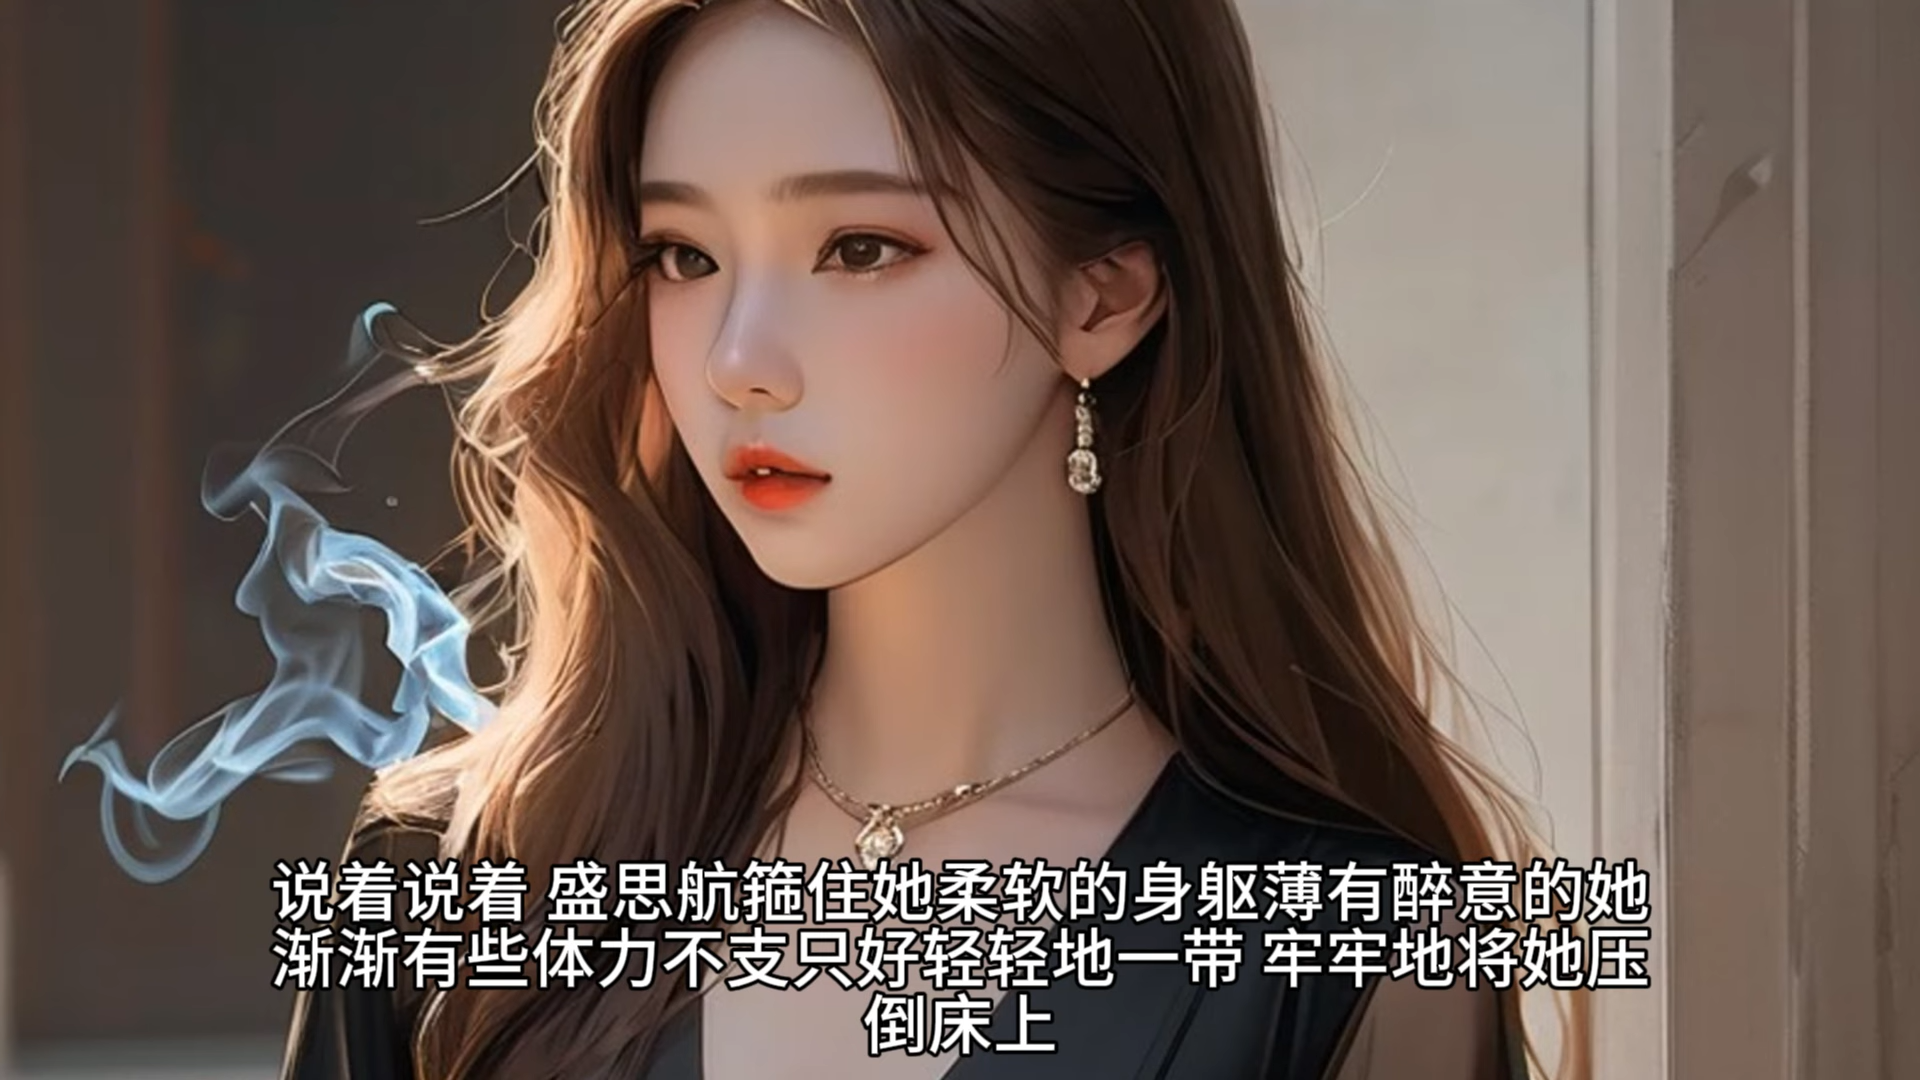 说着说着 盛思航箍住她柔软的身躯薄有醉意的她
渐渐有些体力不支只好轻轻地一带 牢牢地将她压
倒床上